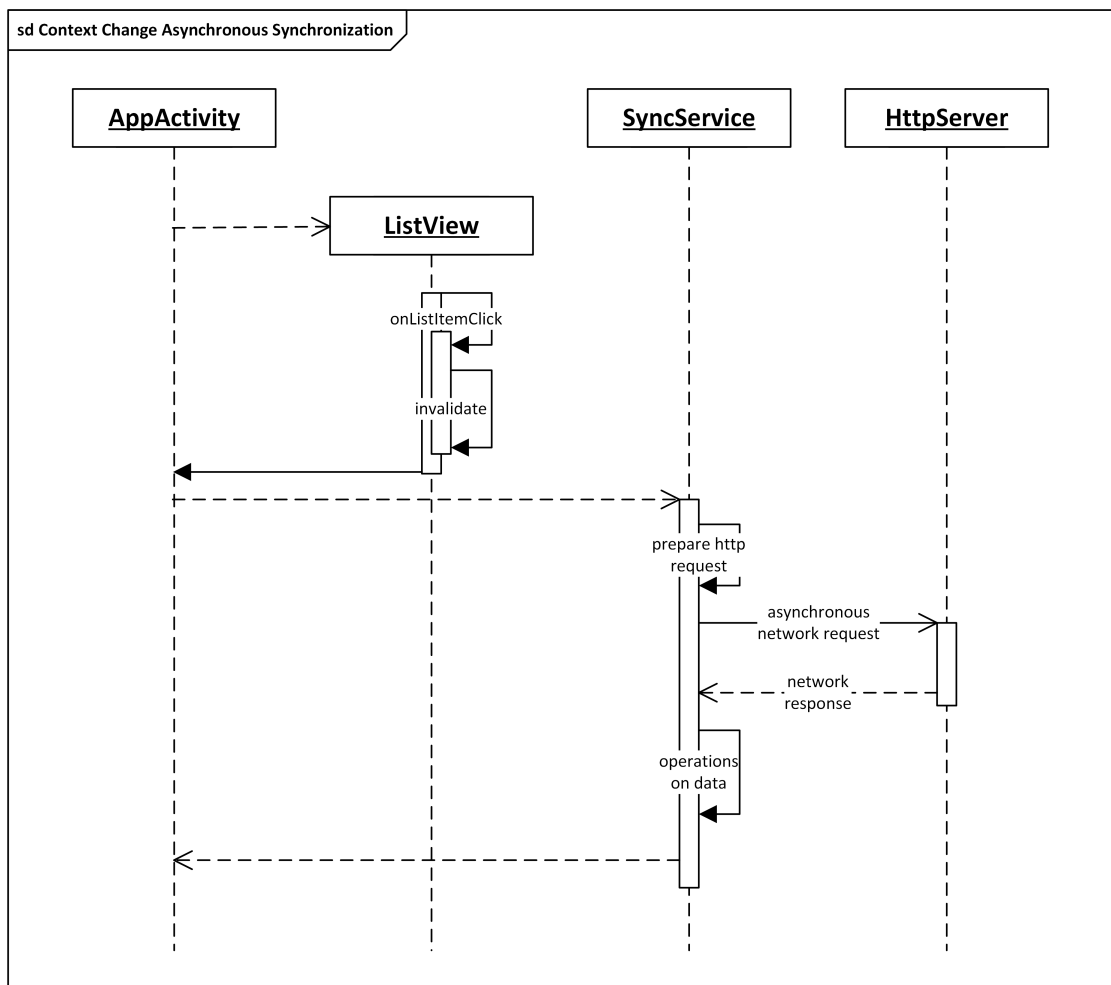 sd Context Change Asynchronous Synchronization
AppActivity
SyncService
HttpServer
ListView
onListItemClick
invalidate
prepare http
request
asynchronous
network request
network
response
operations
on data